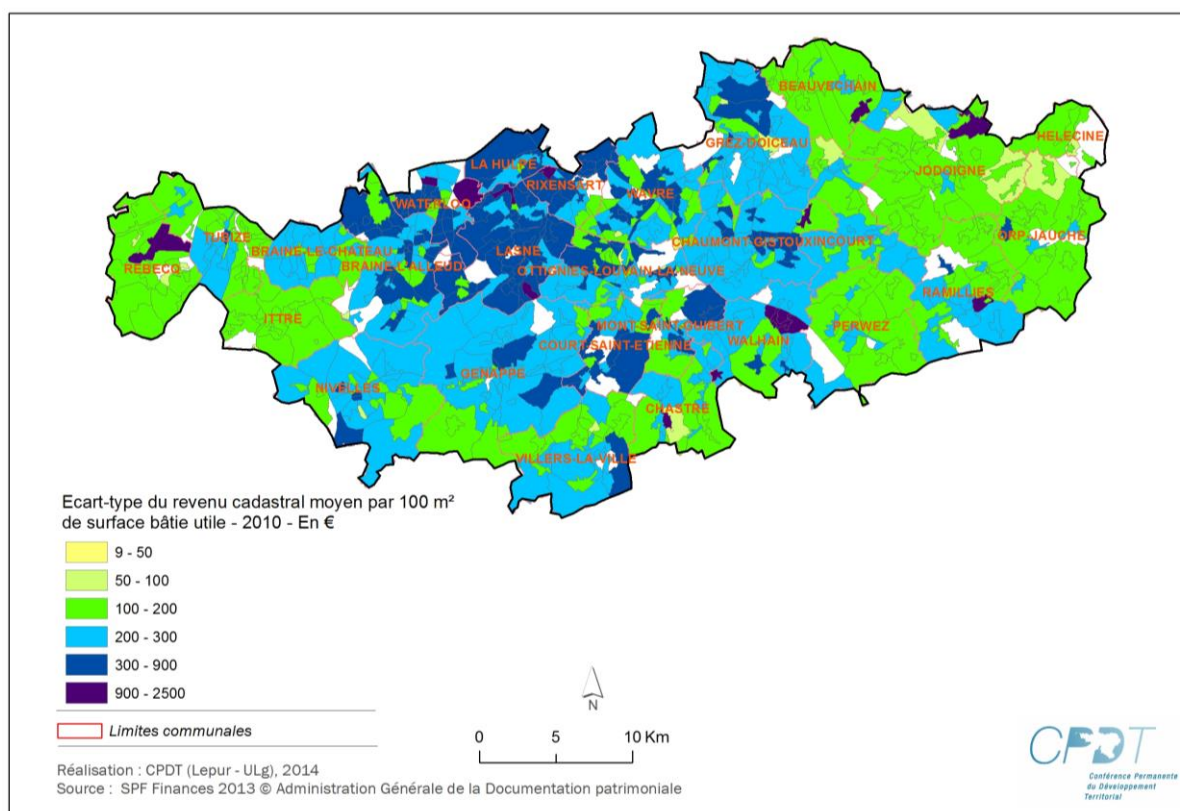 BEAUVECHAIN
HELECINE
GREZ-DOICEAU
LA HULPE
JODOIGNE
RIXENSART
WAVRE
WATERLOO
TUBIZE
ORP-JAUCHE
CHAUMONT-GISTOUX
INCOURT
BRAINE-LE-CHATEAU
LASNE
REBECQ
BRAINE-L'ALLEUD
OTTIGNIES-LOUVAIN-LA-NEUVE
RAMILLIES
ITTRE
MONT-SAINT-GUIBERT
PERWEZ
WALHAIN
COURT-SAINT-ETIENNE
GENAPPE
NIVELLES
CHASTRE
VILLERS-LA-VILLE
Ecart-type du revenu cadastral moyen par 100 m²
de surface bâtie utile - 2010 - En €
9 - 50
50 - 100
100 - 200
200 - 300
300 - 900
900 - 2500
Limites communales
N
0 5 10 Km
Réalisation : CPDT (Lepur - ULg), 2014
Source : SPF Finances 2013 © Administration Générale de la Documentation patrimoniale
CPDT
Conférence Permanente
du Développement
Territorial